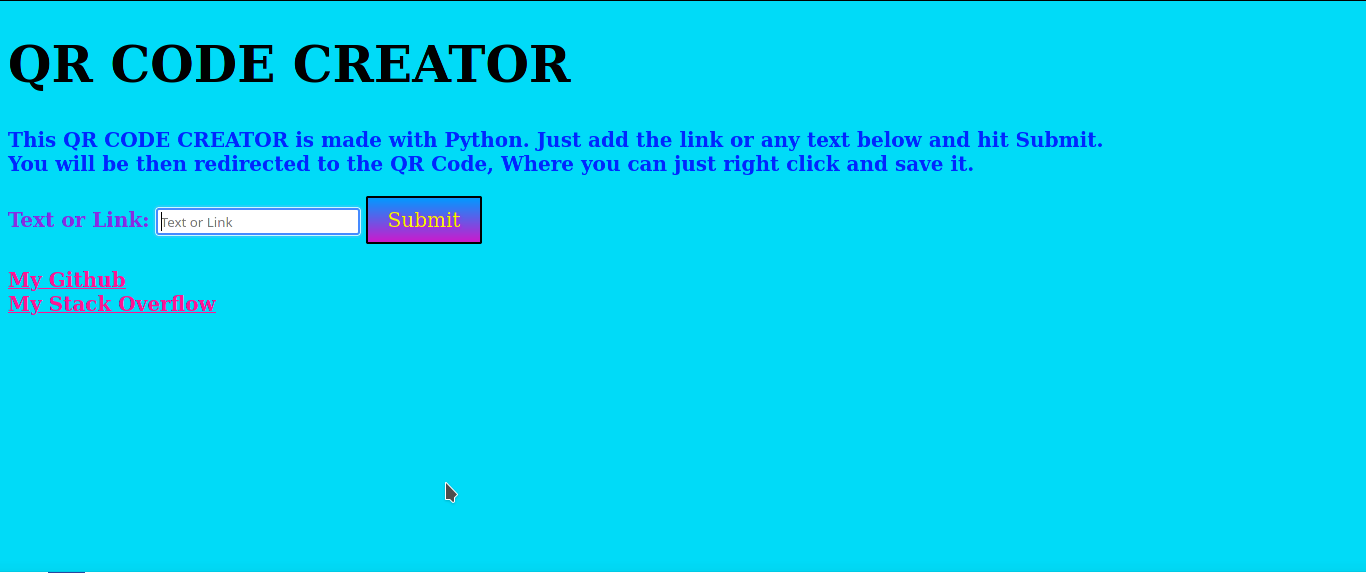 QR CODE CREATOR
This QR CODE CREATOR is made with Python. Just add the link or any text below and hit Submit.
You will be then redirected to the QR Code, Where you can just right click and save it.
Text or Link: Text or Link Submit
My Github
My Stack Overflow